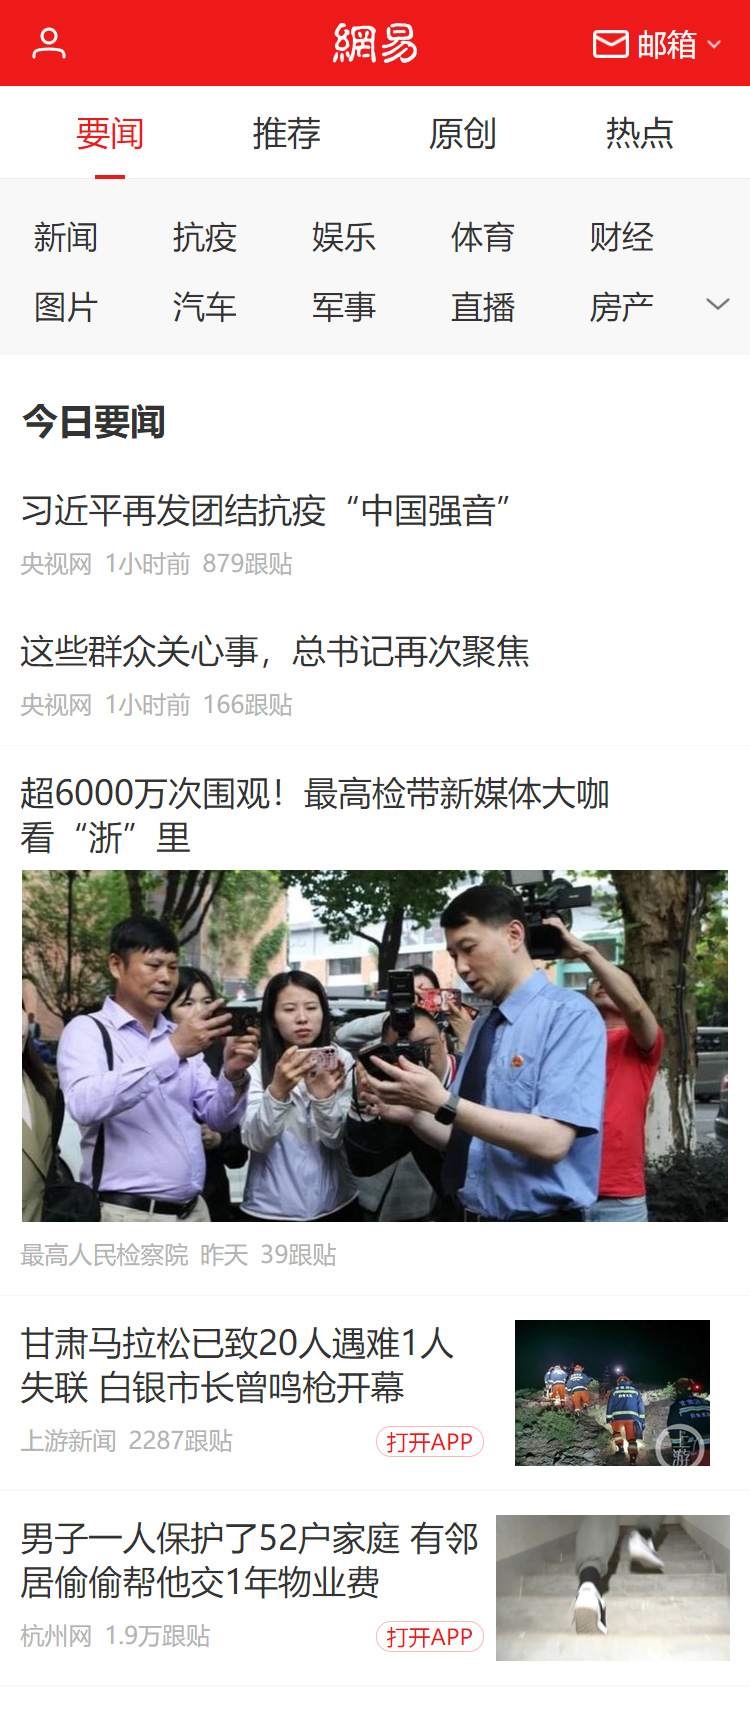 網易
邮箱
要闻 推荐 原创 热点
新闻 抗疫 娱乐 体育 财经
图片 汽车 军事 直播 房产
今日要闻
习近平再发团结抗疫“中国强音”
央视网 1小时前 879跟贴
这些群众关心事，总书记再次聚焦
央视网 1小时前 166跟贴
超6000万次围观！最高检带新媒体大咖
看“浙”里
最高人民检察院 昨天 39跟贴
甘肃马拉松已致20人遇难1人
失联 白银市长曾鸣枪开幕
上游新闻 2287跟贴
打开APP
上游
男子一人保护了52户家庭 有邻
居偷偷帮他交1年物业费
杭州网 1.9万跟贴
打开APP